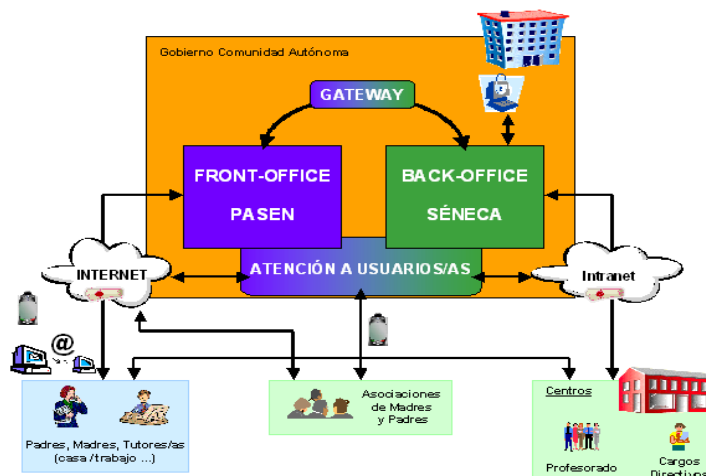 Gobierno Comunidad Autónoma
GATEWAY
FRONT-OFFICE
PASEN
BACK-OFFICE
SÉNECA
INTERNET
ATENCIÓN A USUARIOS/AS
Intranet
@
Padres, Madres, Tutores/as
(casa /trabajo ...)
Asociaciones
de Madres
y Padres
Centros
Profesorado
Cargos
Directivos